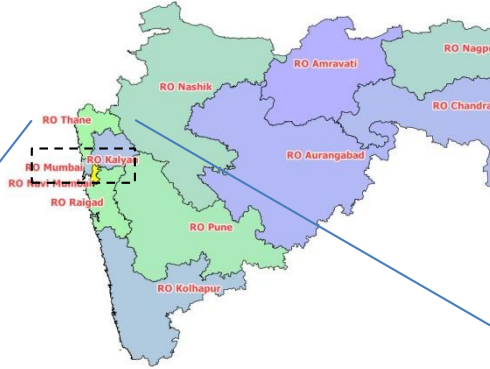 RO Nagp
RO Amravati
RO Nashik
RO Chandra
RO Thane
RO Aurangabad
RO Kalya
RO Mumbai
RO Navi Mumbai
RO Raigad
RO Pune
RO Kolhapur